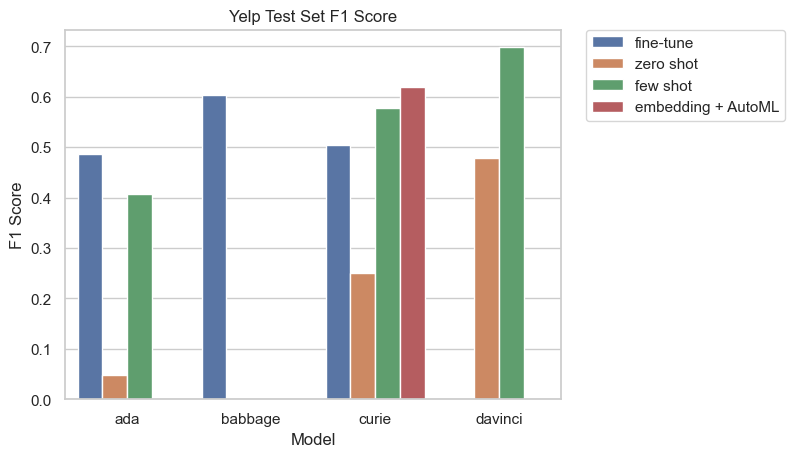 Yelp Test Set F1 Score
fine-tune
zero shot
few shot
embedding + AutoML
F1 Score
0.7
0.6
0.5
0.4
0.3
0.2
0.1
0.0
ada babbage curie davinci
Model